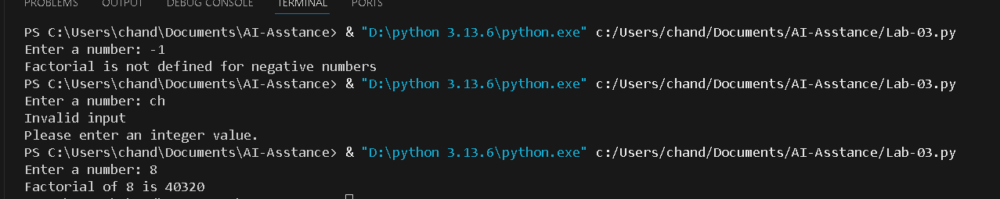 PROBLEMS OUTPUT DEBUG CONSOLE TERMINAL PORTS
PS C:\Users\chand\Documents\AI-Asstance> & "D:\python 3.13.6\python.exe" c:/Users/chand/Documents/AI-Asstance/Lab-03.py
Enter a number: -1
Factorial is not defined for negative numbers
PS C:\Users\chand\Documents\AI-Asstance> & "D:\python 3.13.6\python.exe" c:/Users/chand/Documents/AI-Asstance/Lab-03.py
Enter a number: ch
Invalid input
Please enter an integer value.
PS C:\Users\chand\Documents\AI-Asstance> & "D:\python 3.13.6\python.exe" c:/Users/chand/Documents/AI-Asstance/Lab-03.py
Enter a number: 8
Factorial of 8 is 40320